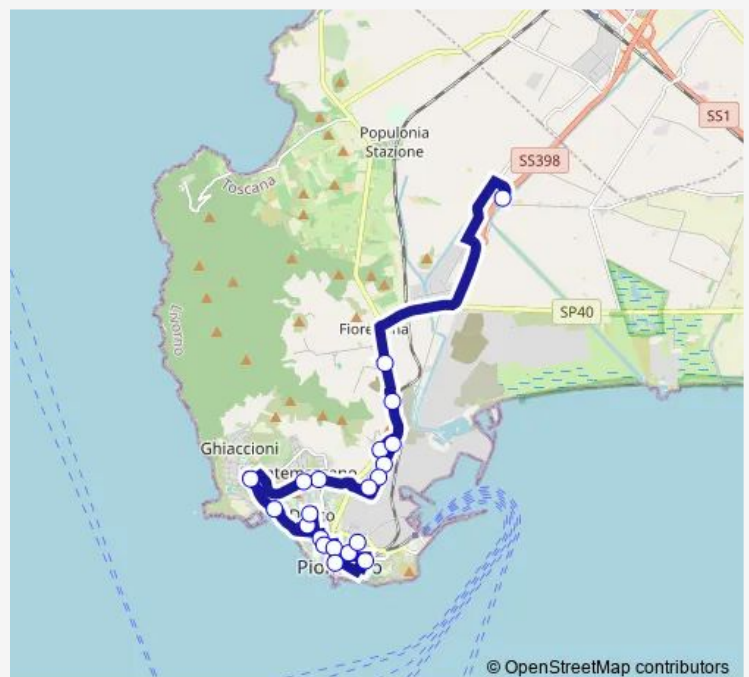 Populonia
Stazione
SS1
SS398
Toscana
Livorno
SP40
Ghiaccioni
© OpenStreetMap contributors